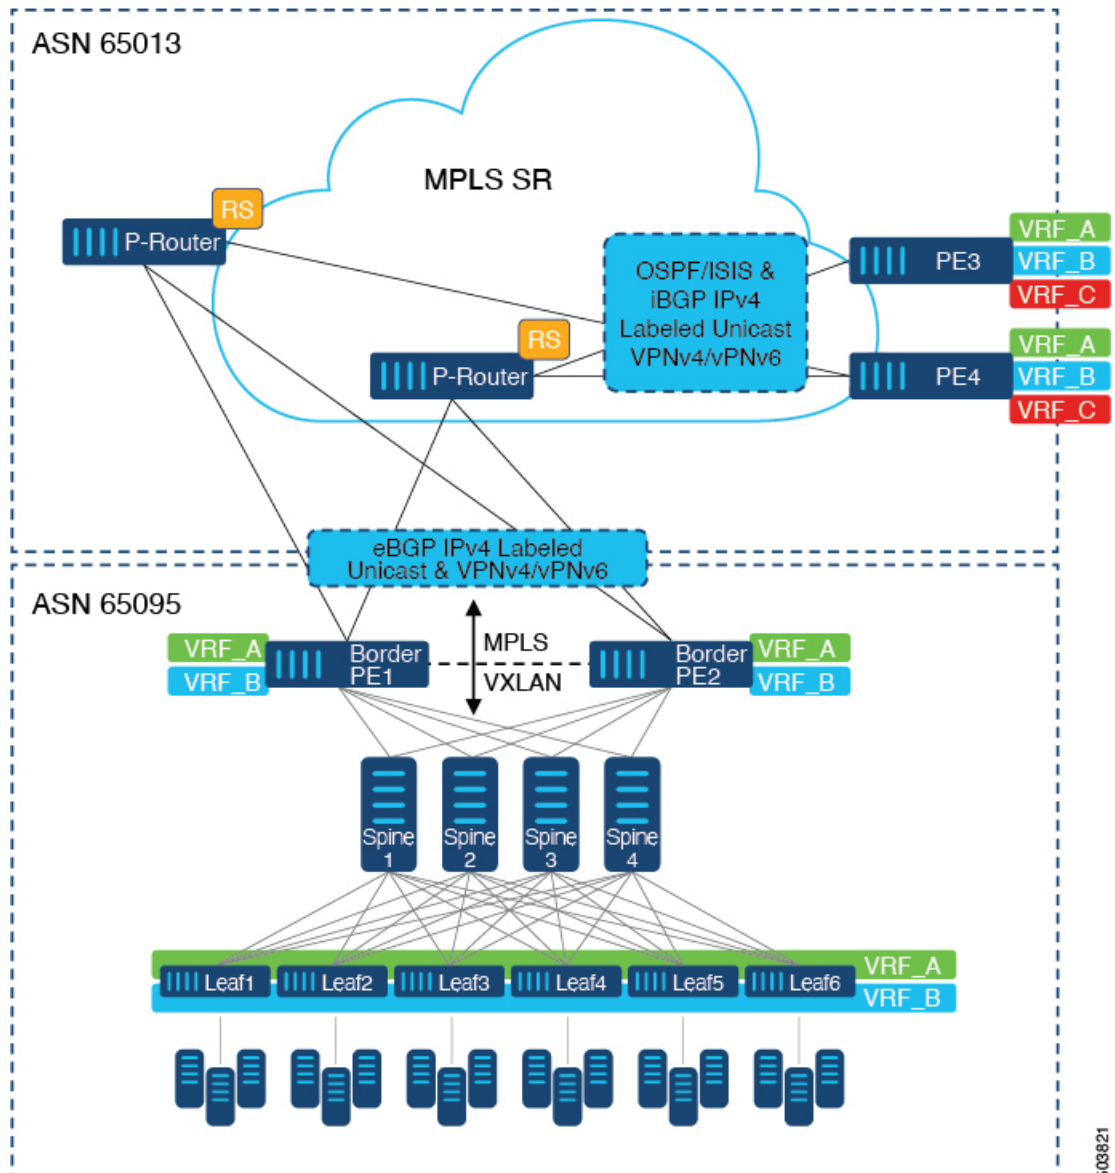 ASN 65013
MPLS SR
RS
P-Router
RS
P-Router
OSPF/ISIS &
iBGP IPv4
Labeled Unicast
VPNv4/vPNv6
PE3
VRF_A
VRF_B
VRF_C
PE4
VRF_A
VRF_B
VRF_C
eBGP IPv4 Labeled
Unicast & VPNv4/vPNv6
ASN 65095
VRF_A
VRF_B
Border
PE1
MPLS
VXLAN
Border
PE2
VRF_A
VRF_B
Spine
1
Spine
2
Spine
3
Spine
4
Leaf1
Leaf2
Leaf3
Leaf4
Leaf5
Leaf6
VRF_A
VRF_B
503821